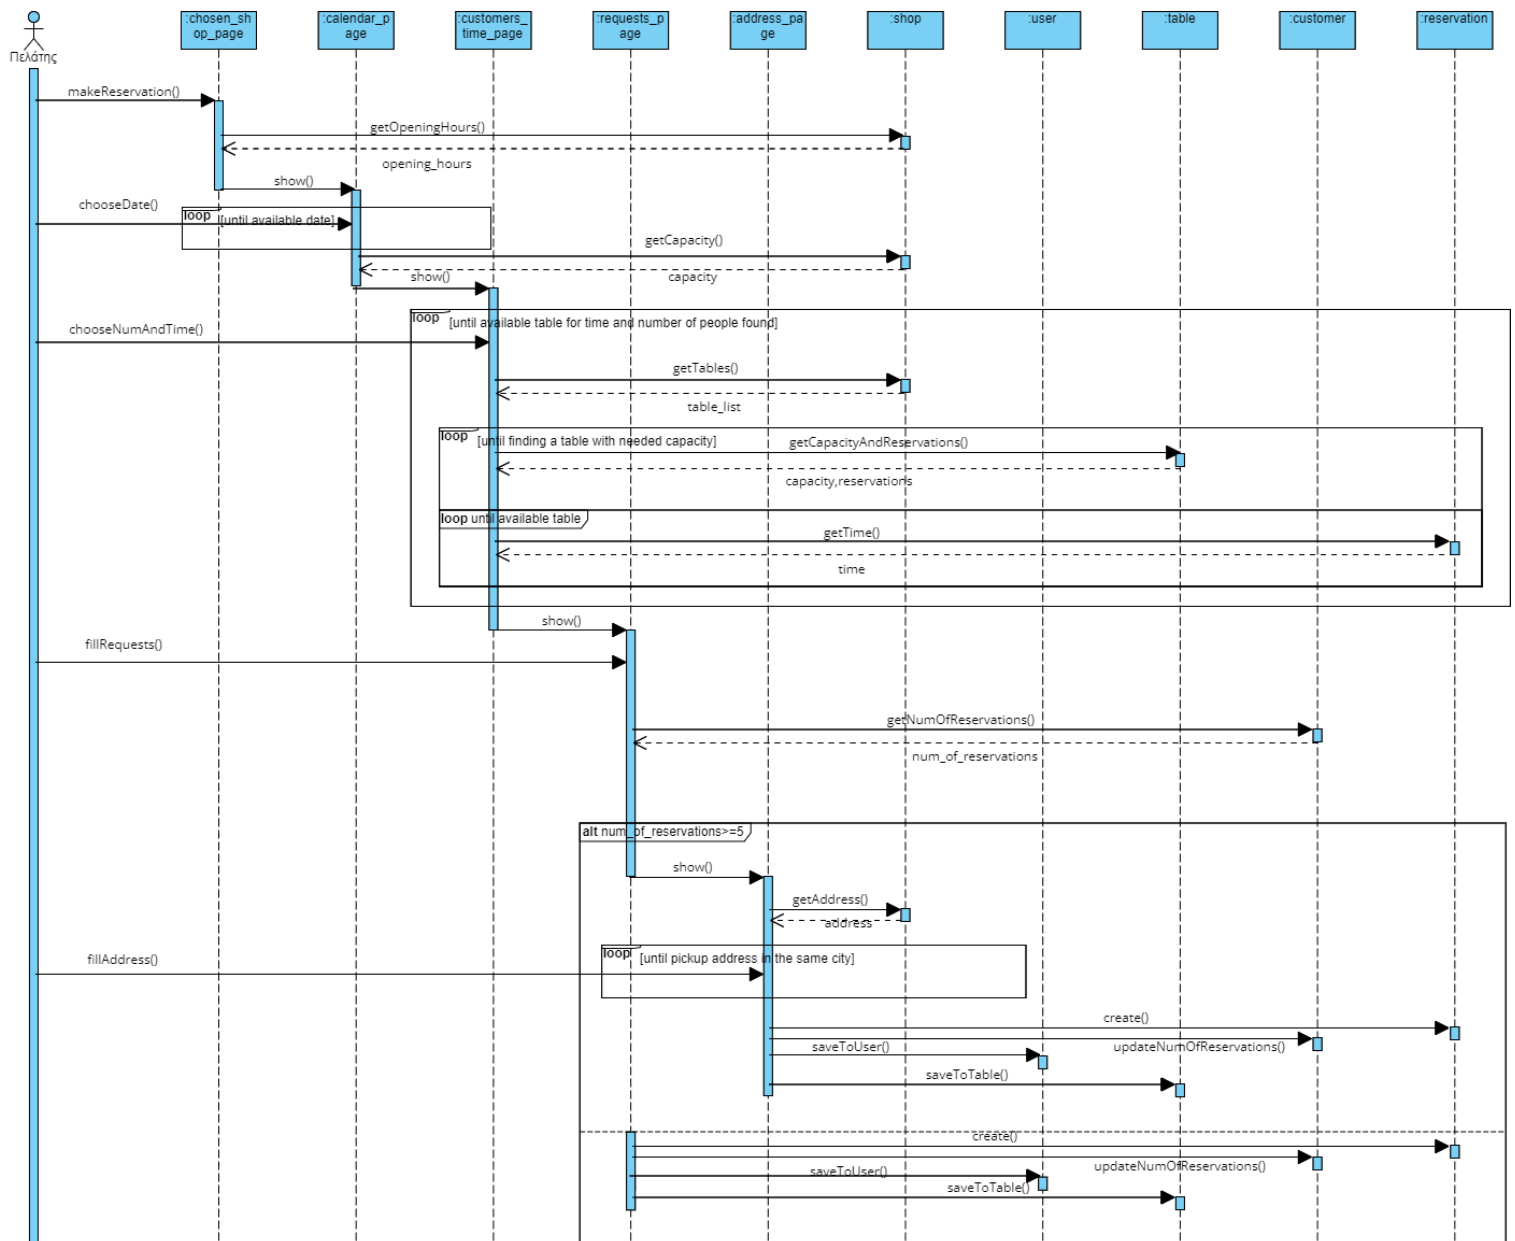 :chosen_sh
op_page
:calendar_p
age
:customers_
time_page
:requests_p
age
:address_pa
ge
:shop
:user
:table
:customer
:reservation
Πελάτης
makeReservation()
getOpeningHours()
opening_hours
show()
chooseDate()
loop [until available date]
getCapacity()
capacity
show()
loop [until available table for time and number of people found]
chooseNumAndTime()
getTables()
table_list
loop [until finding a table with needed capacity]
getCapacityAndReservations()
capacity,reservations
loop until available table
getTime()
time
show()
fillRequests()
getNumOfReservations()
num_of_reservations
alt num_of_reservations>=5
show()
getAddress()
address
loop [until pickup address in the same city]
fillAddress()
create()
saveToUser()
updateNumOfReservations()
saveToTable()
create()
updateNumOfReservations()
saveToUser()
saveToTable()